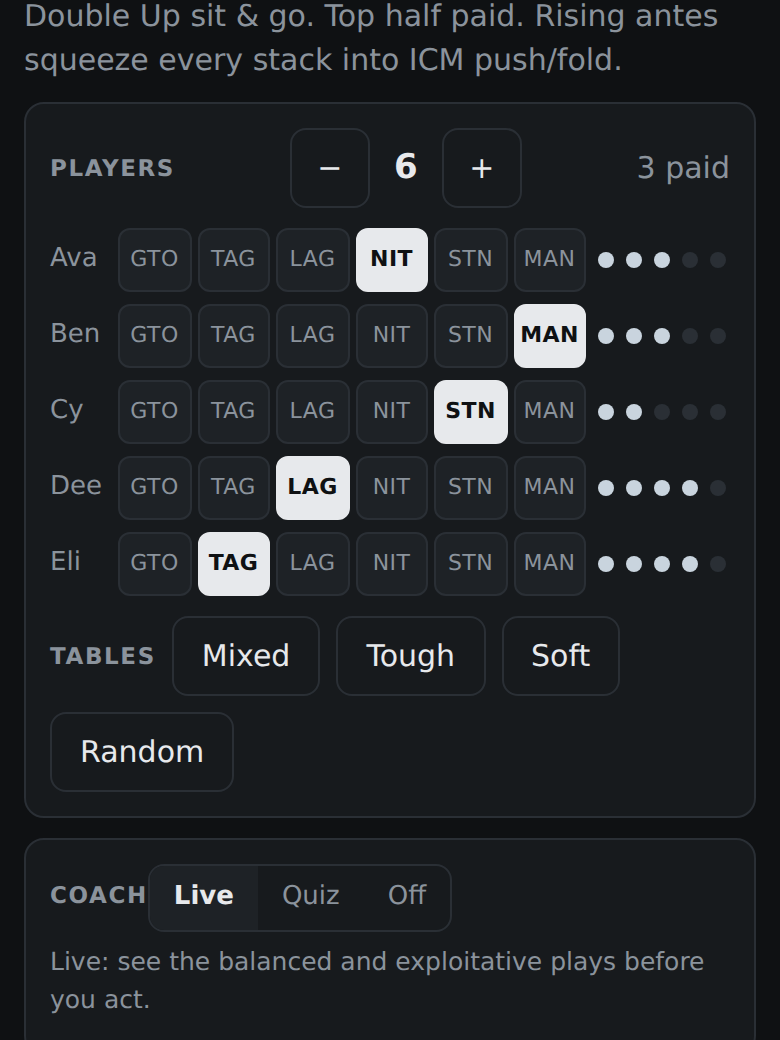 Double Up sit & go. Top half paid. Rising antes
squeeze every stack into ICM push/fold.
PLAYERS − 6 + 3 paid
Ava GTO TAG LAG NIT STN MAN
Ben GTO TAG LAG NIT STN MAN
Cy GTO TAG LAG NIT STN MAN
Dee GTO TAG LAG NIT STN MAN
Eli GTO TAG LAG NIT STN MAN
TABLES Mixed Tough Soft
Random
COACH Live Quiz Off
Live: see the balanced and exploitative plays before
you act.